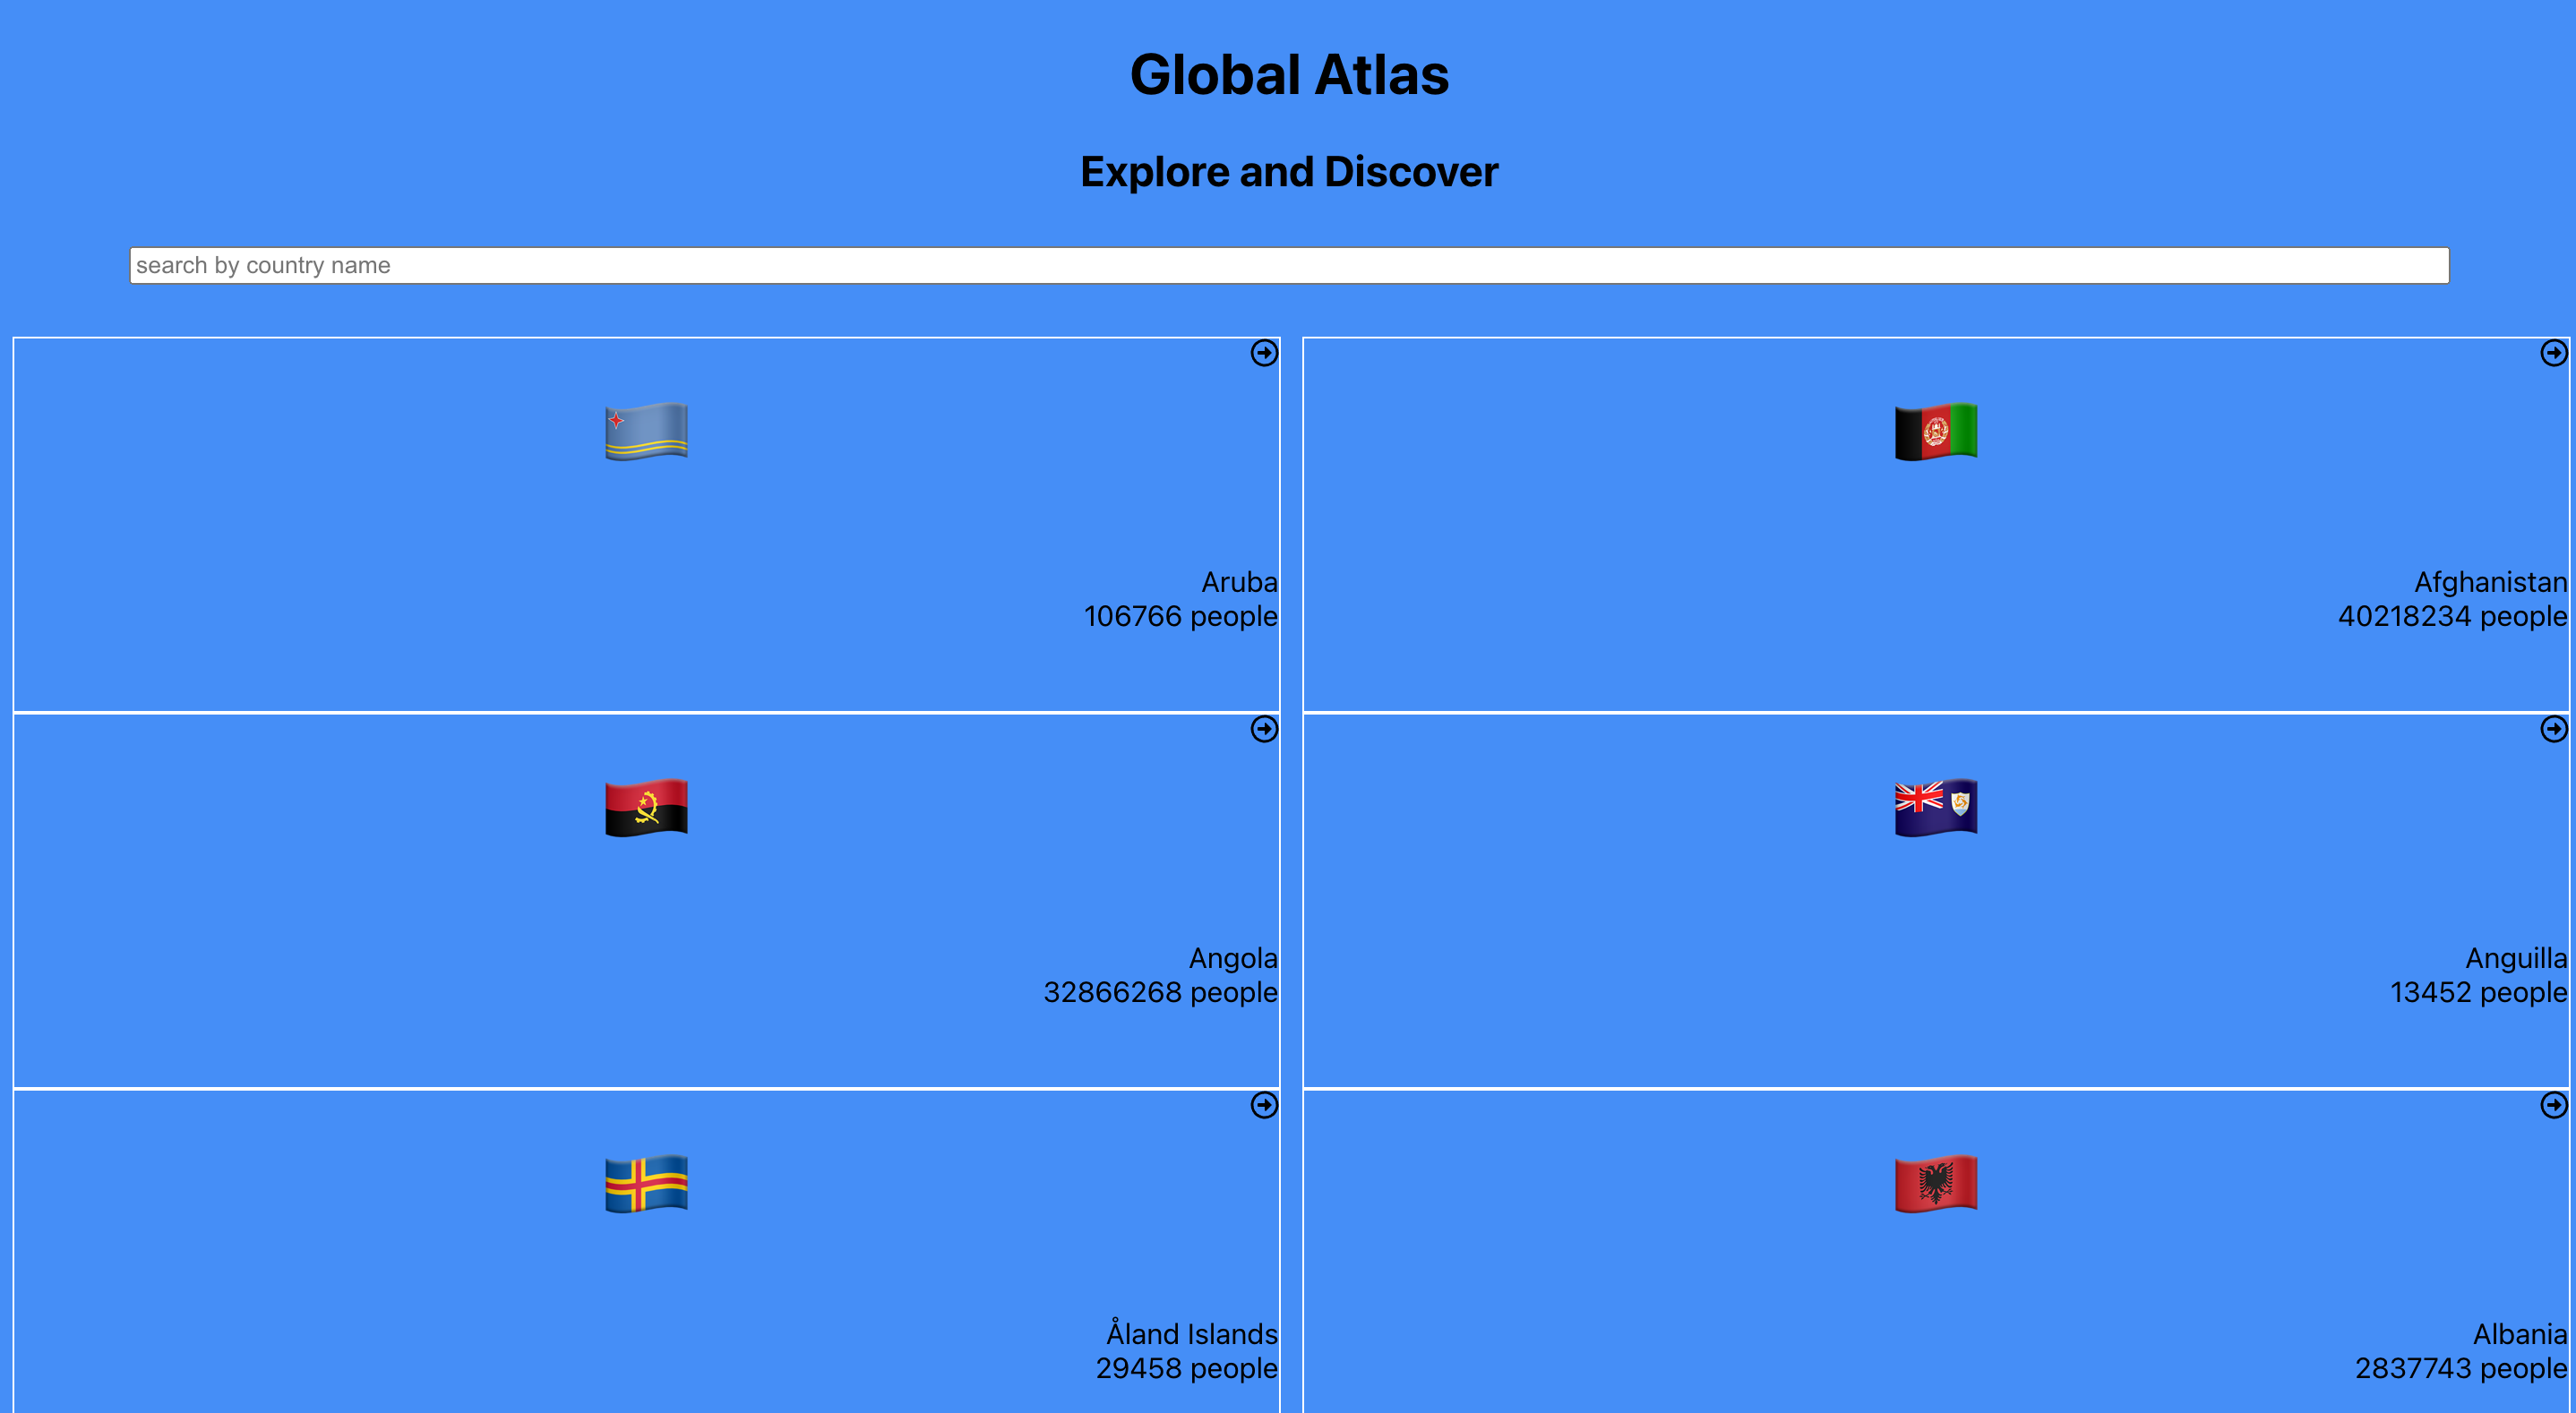 Global Atlas
Explore and Discover
search by country name
Aruba
106766 people
Afghanistan
40218234 people
Angola
32866268 people
Anguilla
13452 people
Åland Islands
29458 people
Albania
2837743 people